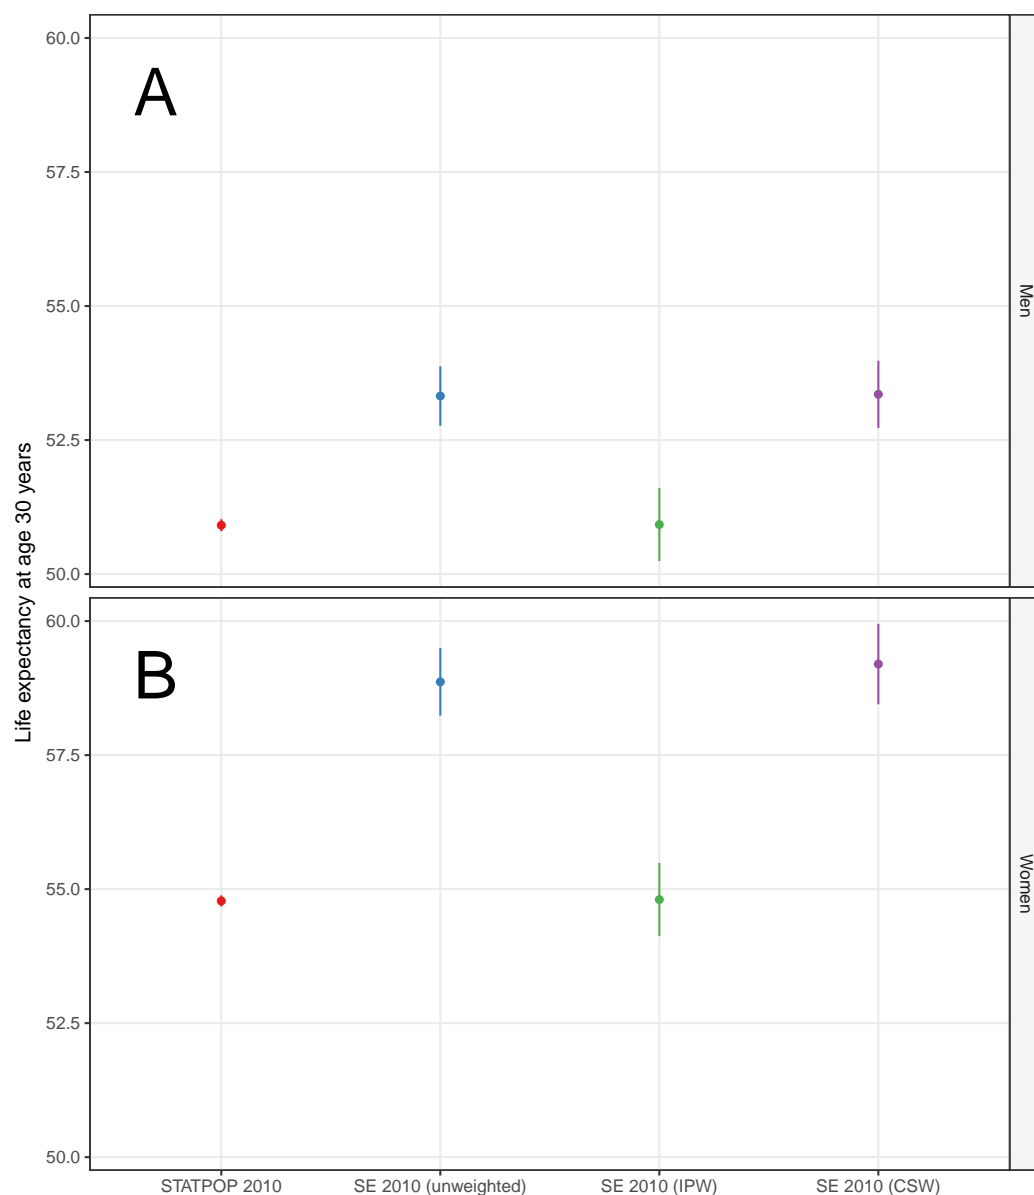 A
60.0
57.5
55.0
52.5
50.0
Men
Life expectancy at age 30 years
B
60.0
57.5
55.0
52.5
50.0
Women
STATPOP 2010
SE 2010 (unweighted)
SE 2010 (IPW)
SE 2010 (CSW)